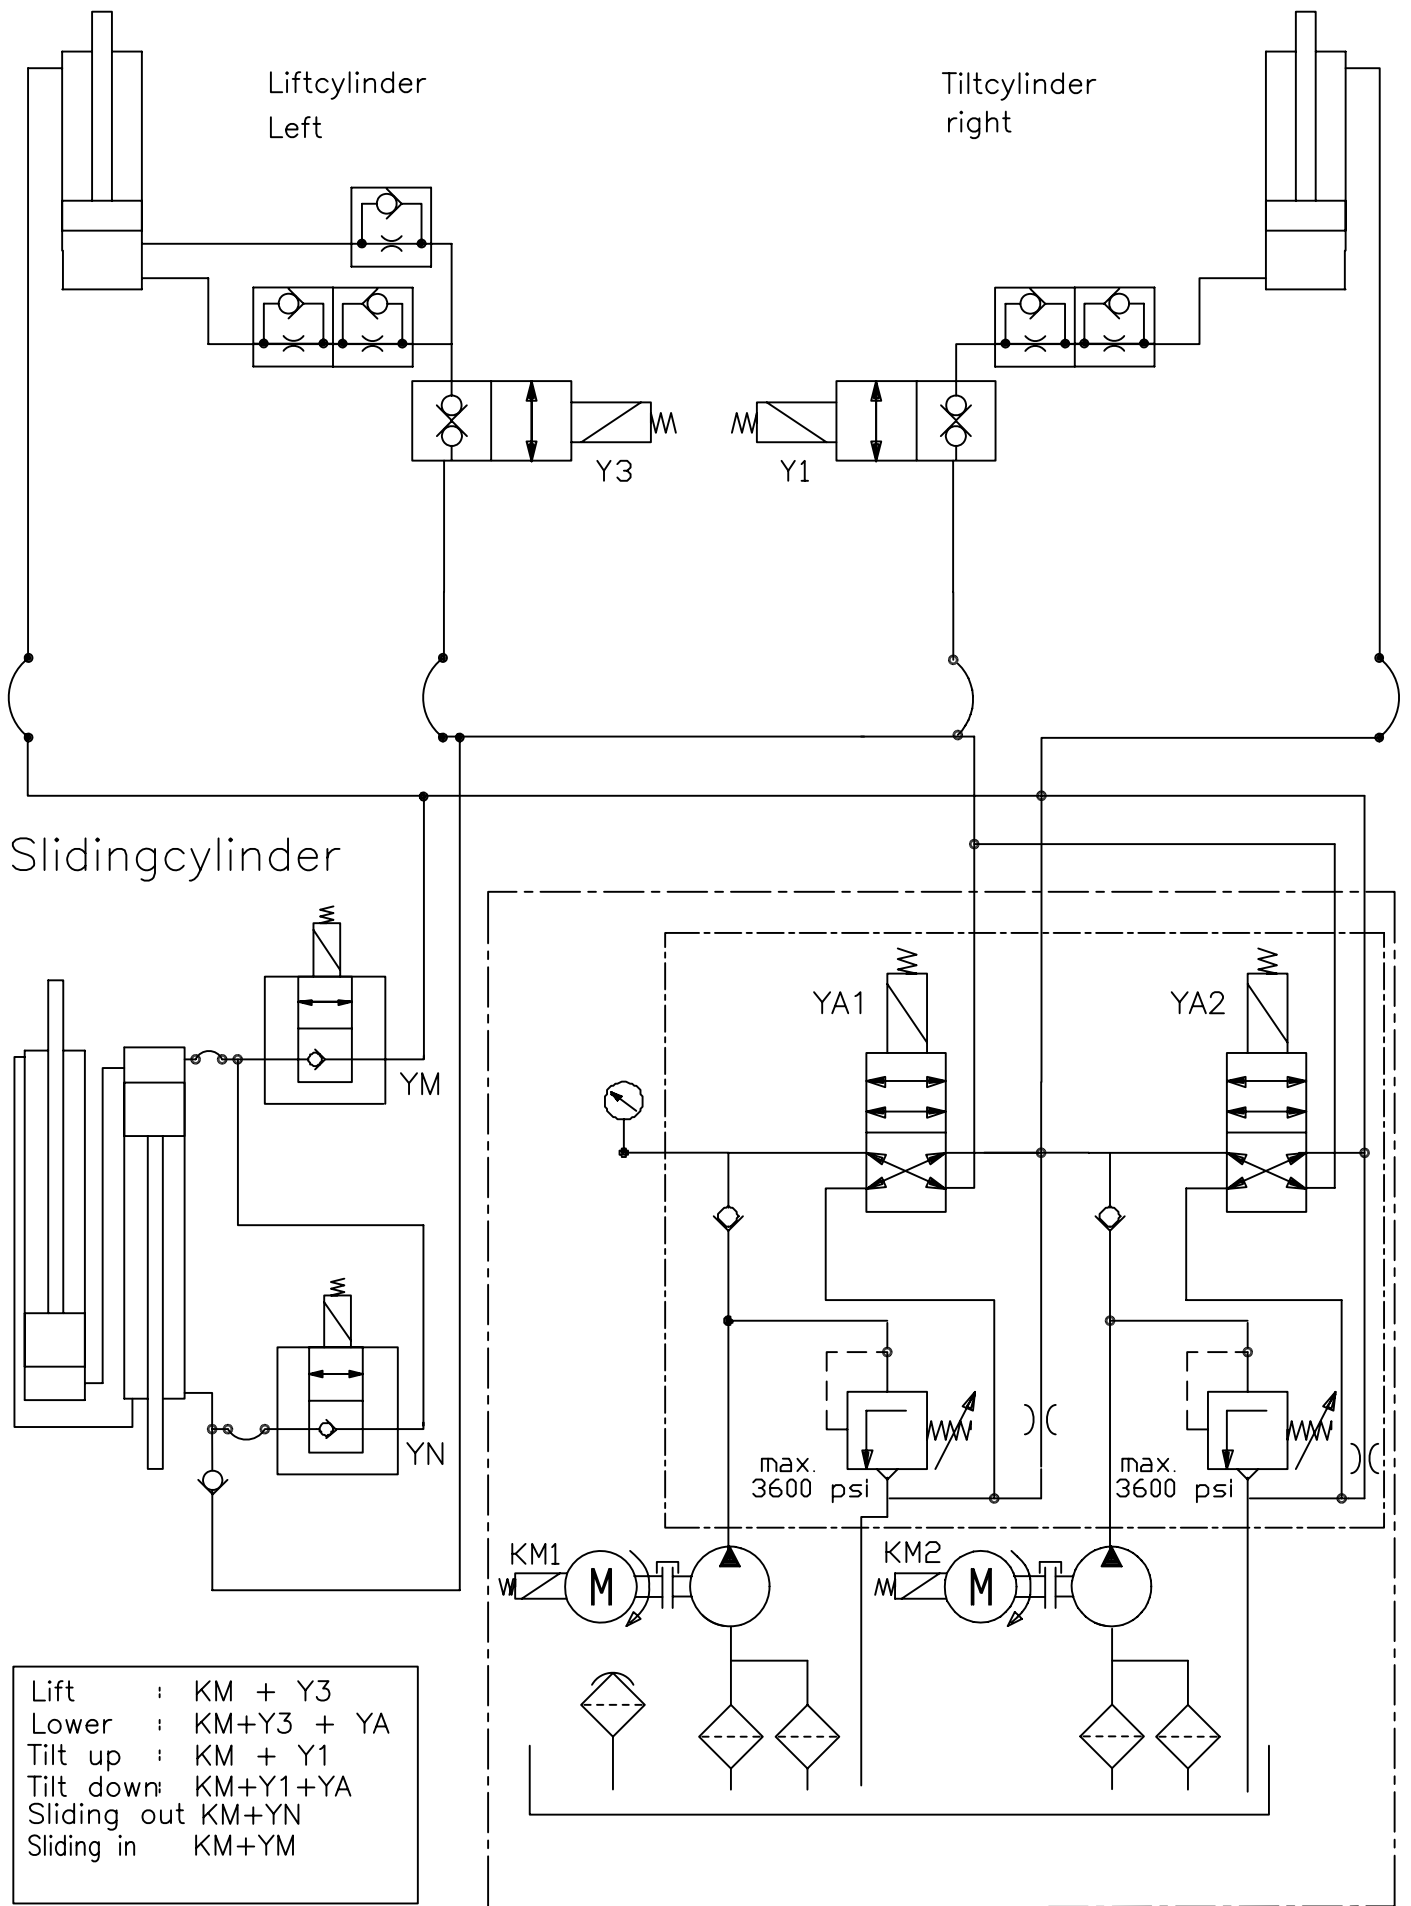 Liftcylinder
Left
Tiltcylinder
right
Y3
Y1
Slidingcylinder
YA1
YA2
YM
YN
max.
3600 psi
max.
3600 psi
KM1
M
KM2
M
Lift : KM + Y3
Lower : KM+Y3 + YA
Tilt up : KM + Y1
Tilt down: KM+Y1+YA
Sliding out KM+YN
Sliding in KM+YM